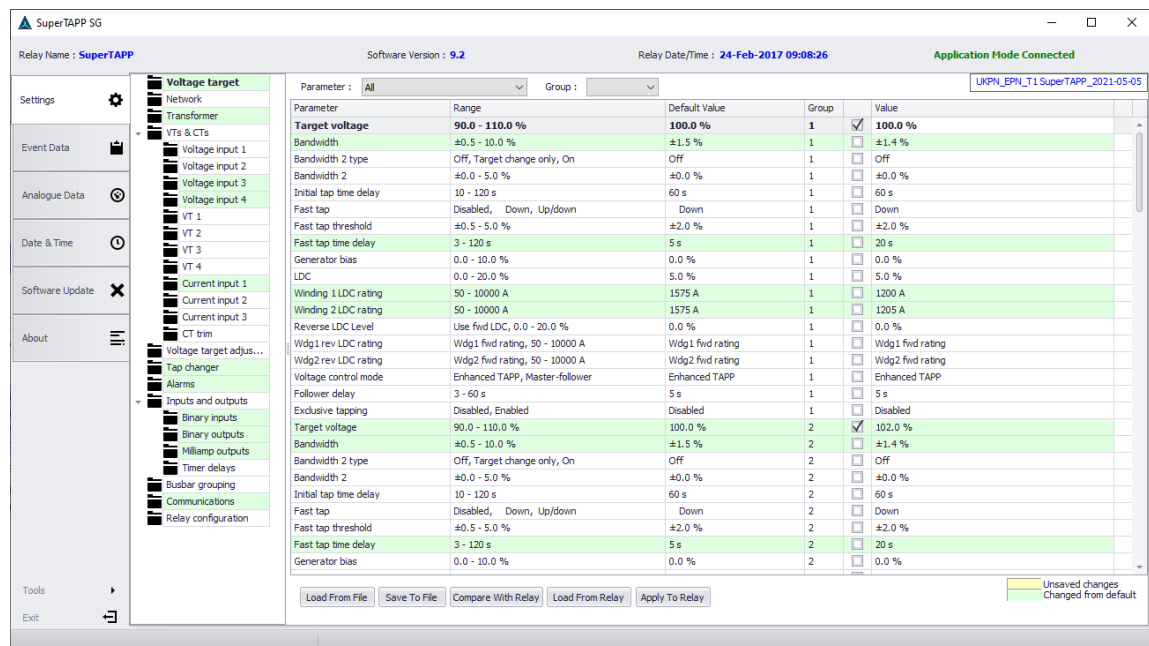 SuperTAPP SG
Relay Name : SuperTAPP Software Version : 9.2 Relay Date/Time : 24-Feb-2017 09:08:26 Application Mode Connected
Settings
Event Data
Analogue Data
Date & Time
Software Update
About
Tools
Exit
Voltage target
Network
Transformer
VTs & CTs
Voltage input 1
Voltage input 2
Voltage input 3
Voltage input 4
VT 1
VT 2
VT 3
VT 4
Current input 1
Current input 2
Current input 3
CT trim
Voltage target adjus...
Tap changer
Alarms
Inputs and outputs
Binary inputs
Binary outputs
Milliamp outputs
Timer delays
Busbar grouping
Communications
Relay configuration
Parameter : All Group : UKPN_EPN_T1 SuperTAPP_2021-05-05
Parameter Range Default Value Group Value
Target voltage 90.0 - 110.0 % 100.0 % 1 100.0 %
Bandwidth ±0.5 - 10.0 % ±1.5 % 1 ±1.4 %
Bandwidth 2 type Off, Target change only, On Off 1 Off
Bandwidth 2 ±0.0 - 5.0 % ±0.0 % 1 ±0.0 %
Initial tap time delay 10 - 120 s 60 s 1 60 s
Fast tap Disabled, Down, Up/down Down 1 Down
Fast tap threshold ±0.5 - 5.0 % ±2.0 % 1 ±2.0 %
Fast tap time delay 3 - 120 s 5 s 1 20 s
Generator bias 0.0 - 10.0 % 0.0 % 1 0.0 %
LDC 0.0 - 20.0 % 5.0 % 1 5.0 %
Winding 1 LDC rating 50 - 10000 A 1575 A 1 1200 A
Winding 2 LDC rating 50 - 10000 A 1575 A 1 1205 A
Reverse LDC Level Use fwd LDC, 0.0 - 20.0 % 0.0 % 1 0.0 %
Wdg1 rev LDC rating Wdg1 fwd rating, 50 - 10000 A Wdg1 fwd rating 1 Wdg1 fwd rating
Wdg2 rev LDC rating Wdg2 fwd rating, 50 - 10000 A Wdg2 fwd rating 1 Wdg2 fwd rating
Voltage control mode Enhanced TAPP, Master-follower Enhanced TAPP 1 Enhanced TAPP
Follower delay 3 - 60 s 5 s 1 5 s
Exclusive tapping Disabled, Enabled Disabled 1 Disabled
Target voltage 90.0 - 110.0 % 100.0 % 2 102.0 %
Bandwidth ±0.5 - 10.0 % ±1.5 % 2 ±1.4 %
Bandwidth 2 type Off, Target change only, On Off 2 Off
Bandwidth 2 ±0.0 - 5.0 % ±0.0 % 2 ±0.0 %
Initial tap time delay 10 - 120 s 60 s 2 60 s
Fast tap Disabled, Down, Up/down Down 2 Down
Fast tap threshold ±0.5 - 5.0 % ±2.0 % 2 ±2.0 %
Fast tap time delay 3 - 120 s 5 s 2 20 s
Generator bias 0.0 - 10.0 % 0.0 % 2 0.0 %
Load From File Save To File Compare With Relay Load From Relay Apply To Relay
Unsaved changes
Changed from default